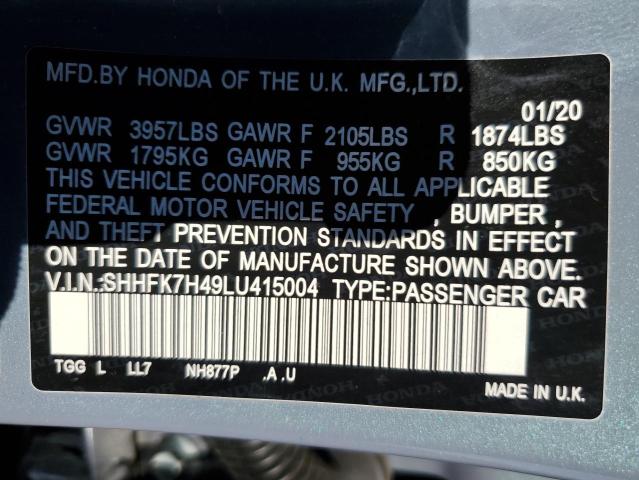 MFD.BY HONDA OF THE U.K. MFG.,LTD.
01/20
GVWR 3957LBS GAWR F 2105LBS R 1874LBS
GVWR 1795KG GAWR F 955KG R 850KG
THIS VEHICLE CONFORMS TO ALL APPLICABLE
FEDERAL MOTOR VEHICLE SAFETY , BUMPER ,
AND THEFT PREVENTION STANDARDS IN EFFECT
ON THE DATE OF MANUFACTURE SHOWN ABOVE.
V.I.N.:SHHFK7H49LU415004 TYPE:PASSENGER CAR
TGG L LL7 NH877P .A ,U
MADE IN U.K.